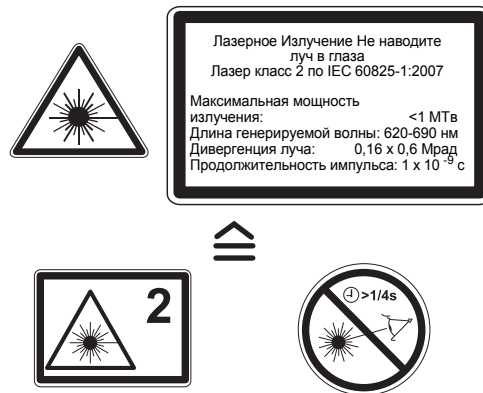 Лазерное Излучение Не наводите
луч в глаза
Лазер класс 2 по IEC 60825-1:2007
Максимальная мощность
излучения: <1 МТв
Длина генерируемой волны: 620-690 нм
Дивергенция луча: 0,16 x 0,6 Мрад
Продолжительность импульса: 1 x 10 ⁻⁹ с
2
>1/4s